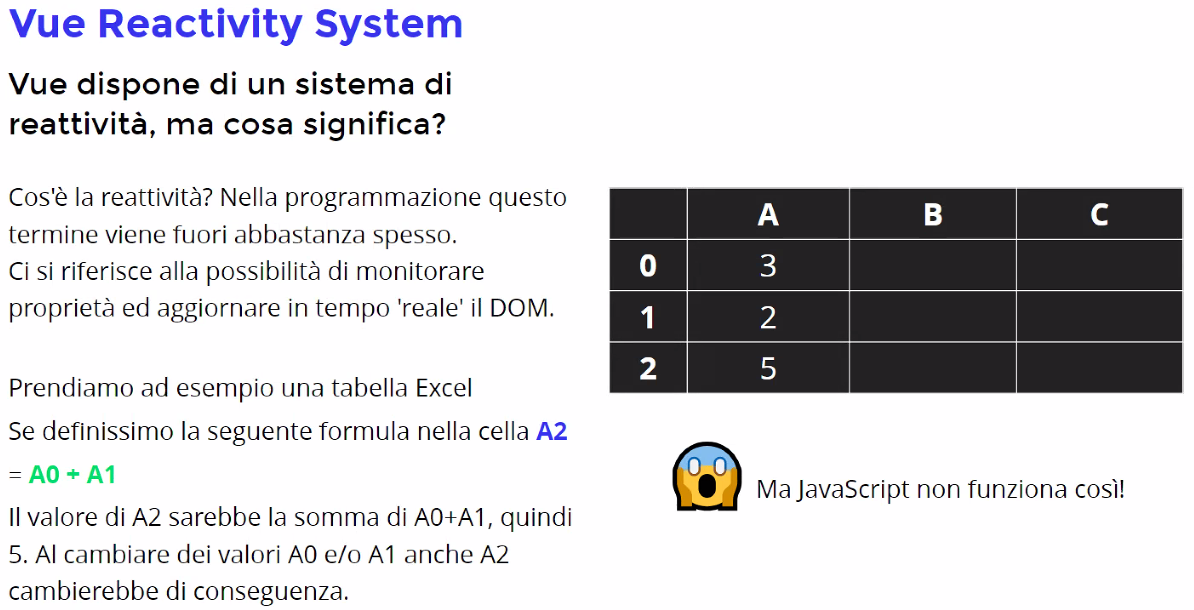 Vue Reactivity System
Vue dispone di un sistema di
reattività, ma cosa significa?
Cos'è la reattività? Nella programmazione questo
termine viene fuori abbastanza spesso.
Ci si riferisce alla possibilità di monitorare
proprietà ed aggiornare in tempo 'reale' il DOM.
Prendiamo ad esempio una tabella Excel
Se definissimo la seguente formula nella cella A2
= A0 + A1
Il valore di A2 sarebbe la somma di A0+A1, quindi
5. Al cambiare dei valori A0 e/o A1 anche A2
cambierebbe di conseguenza.
A B C
0 3
1 2
2 5
Ma JavaScript non funziona così!